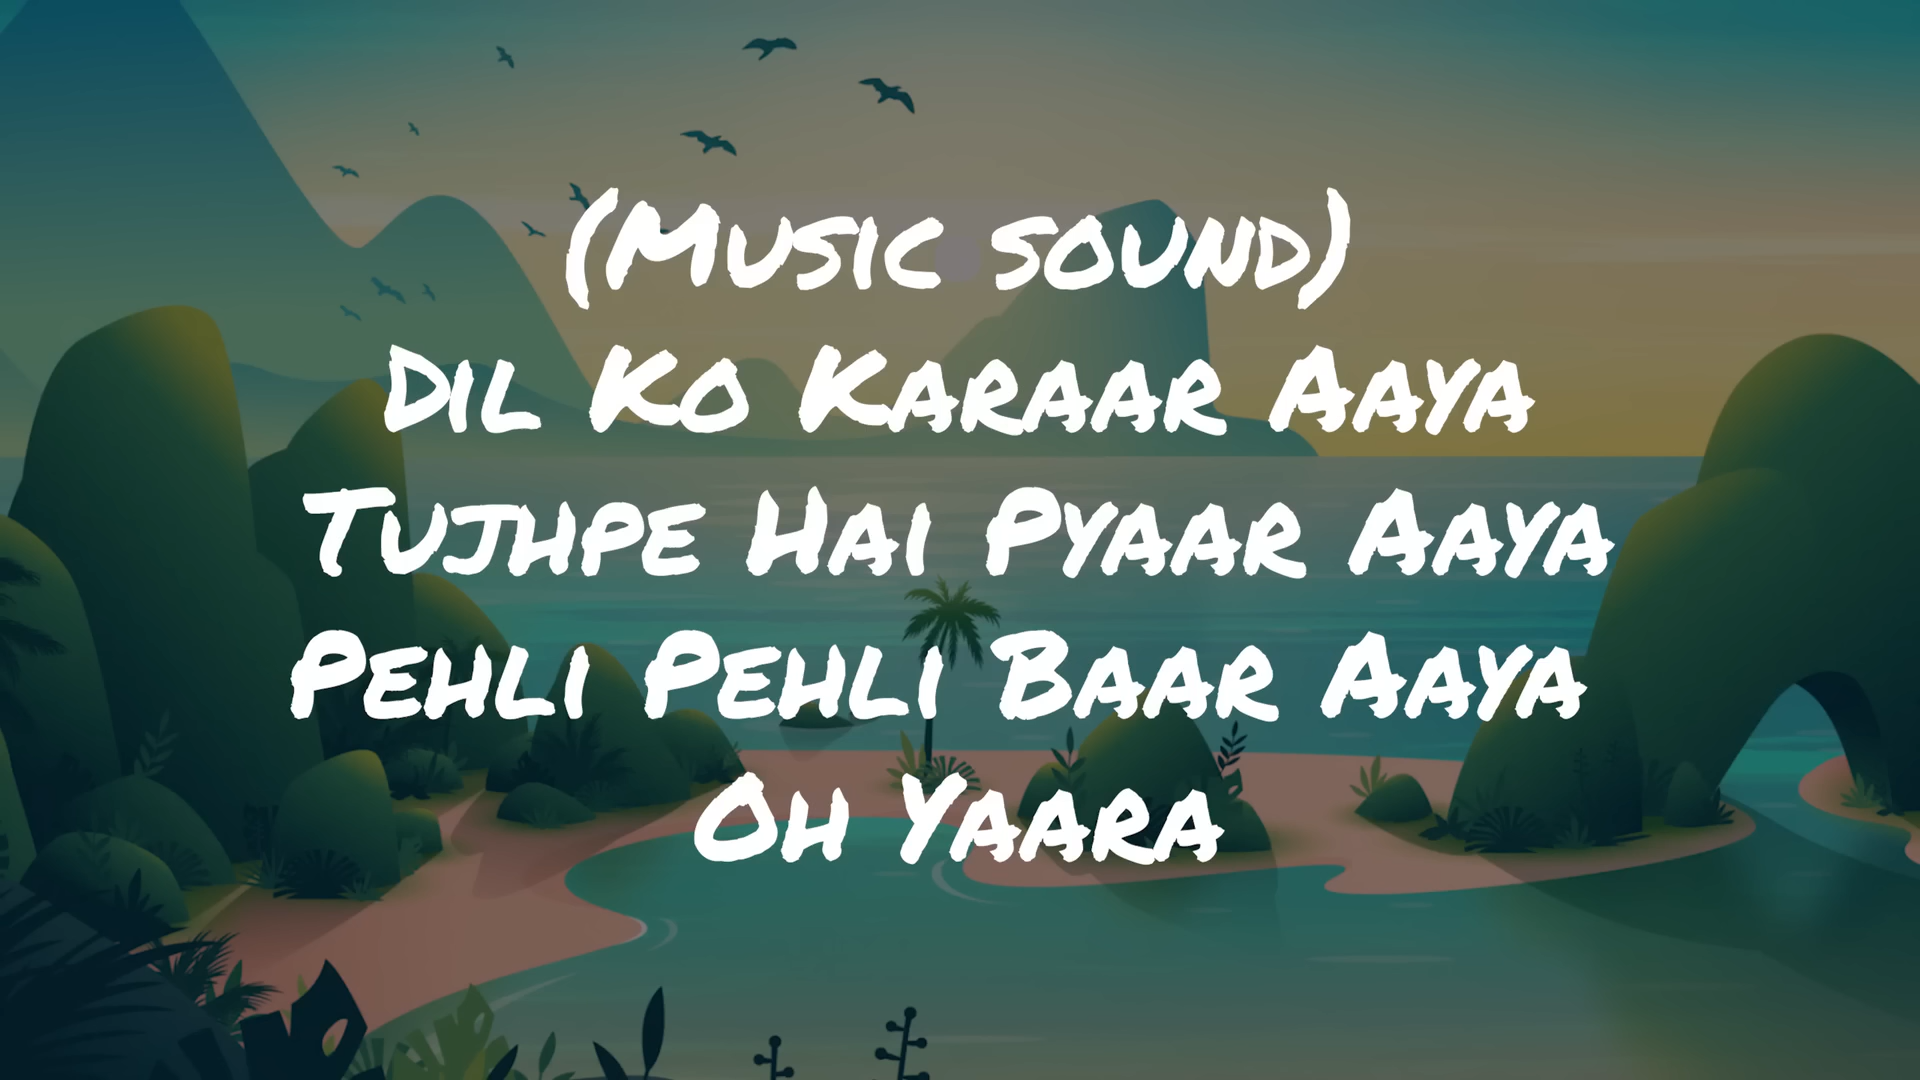 (Music sound)
Dil Ko Karaar Aaya
Tujhpe Hai Pyaar Aaya
Pehli Pehli Baar Aaya
Oh Yaara